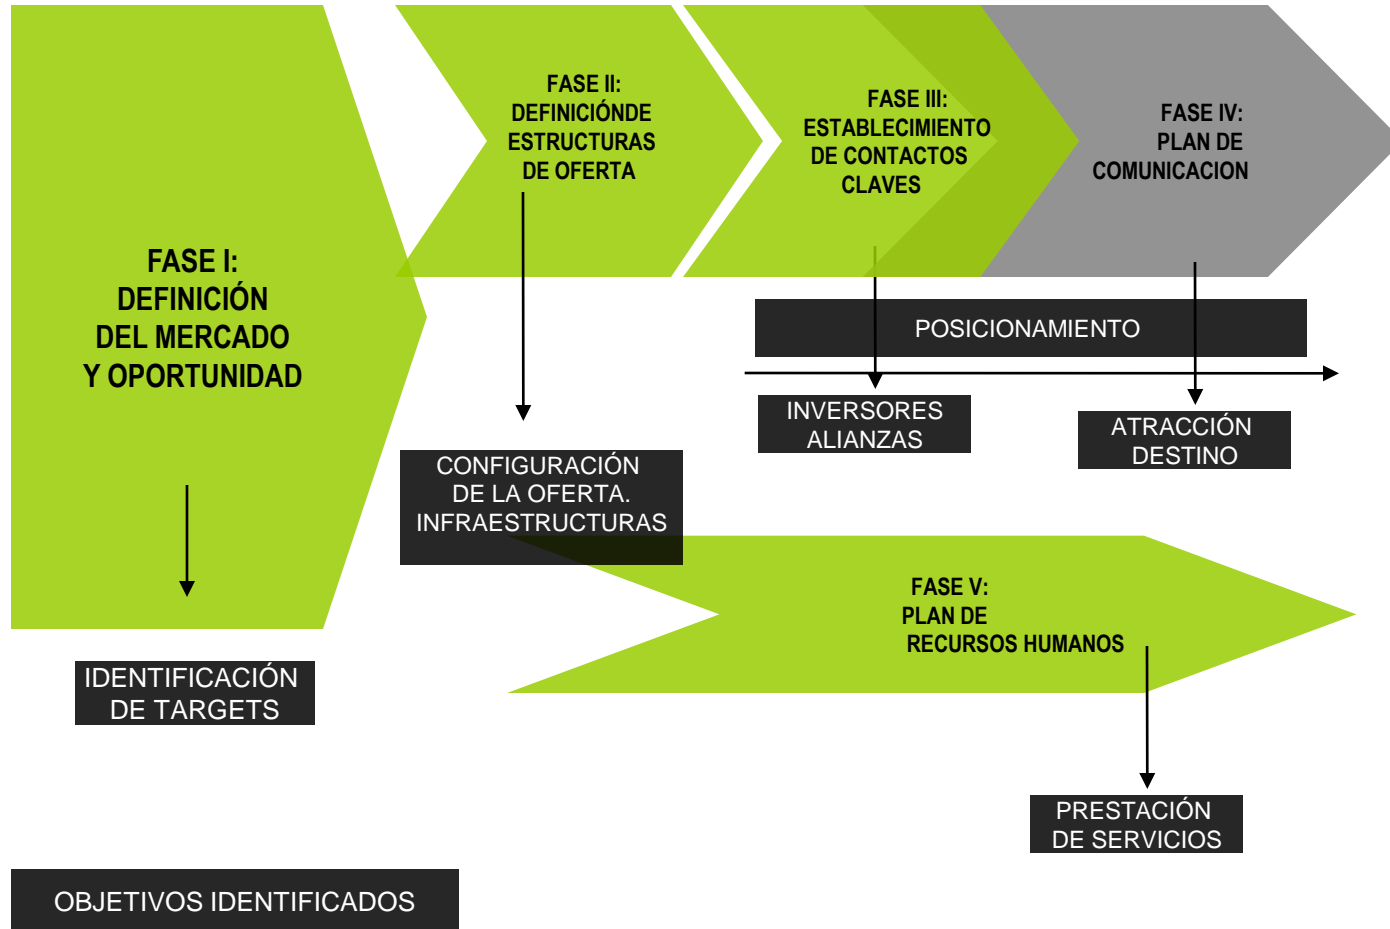 FASE I:
DEFINICIÓN
DEL MERCADO
Y OPORTUNIDAD
FASE II:
DEFINICIÓNDE
ESTRUCTURAS
DE OFERTA
FASE III:
ESTABLECIMIENTO
DE CONTACTOS
CLAVES
FASE IV:
PLAN DE
COMUNICACION
POSICIONAMIENTO
INVERSORES
ALIANZAS
ATRACCIÓN
DESTINO
CONFIGURACIÓN
DE LA OFERTA.
INFRAESTRUCTURAS
FASE V:
PLAN DE
RECURSOS HUMANOS
IDENTIFICACIÓN
DE TARGETS
PRESTACIÓN
DE SERVICIOS
OBJETIVOS IDENTIFICADOS